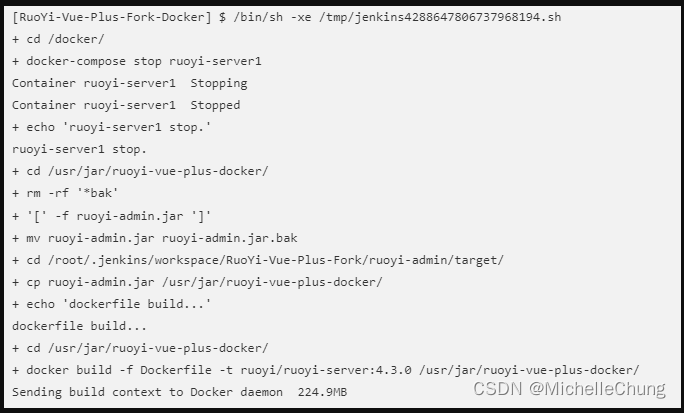 [RuoYi-Vue-Plus-Fork-Docker] $ /bin/sh -xe /tmp/jenkins4288647806737968194.sh
+ cd /docker/
+ docker-compose stop ruoyi-server1
Container ruoyi-server1  Stopping
Container ruoyi-server1  Stopped
+ echo 'ruoyi-server1 stop.'
ruoyi-server1 stop.
+ cd /usr/jar/ruoyi-vue-plus-docker/
+ rm -rf '*bak'
+ '[' -f ruoyi-admin.jar ']'
+ mv ruoyi-admin.jar ruoyi-admin.jar.bak
+ cd /root/.jenkins/workspace/RuoYi-Vue-Plus-Fork/ruoyi-admin/target/
+ cp ruoyi-admin.jar /usr/jar/ruoyi-vue-plus-docker/
+ echo 'dockerfile build...'
dockerfile build...
+ cd /usr/jar/ruoyi-vue-plus-docker/
+ docker build -f Dockerfile -t ruoyi/ruoyi-server:4.3.0 /usr/jar/ruoyi-vue-plus-docker/
Sending build context to Docker daemon  224.9MB
CSDN @MichelleChung